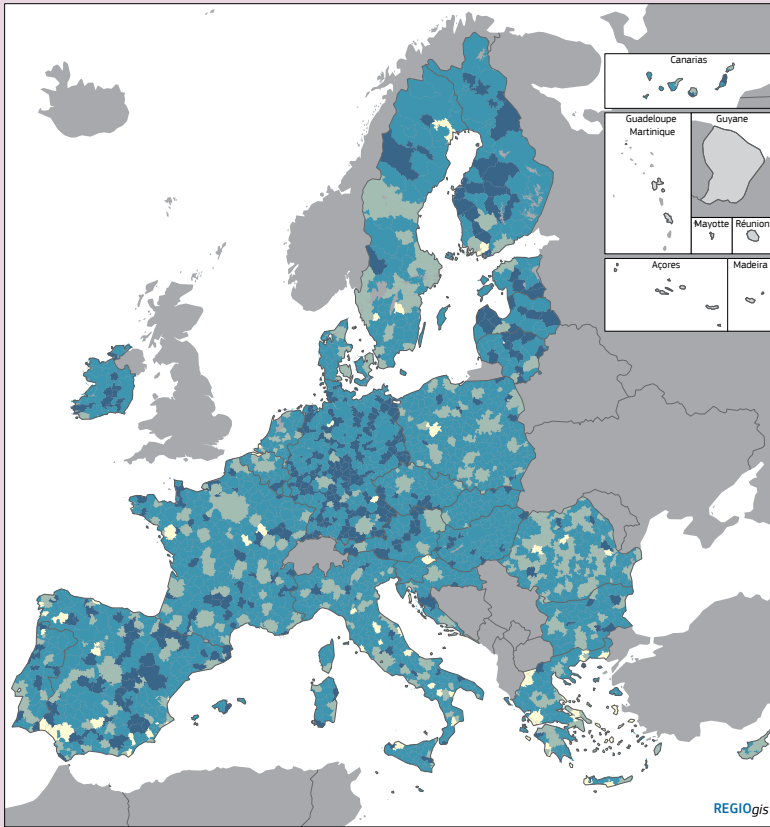 Canarias
Guadeloupe
Martinique
Guyane
Mayotte
Réunion
Açores
Madeira
REGIOgis